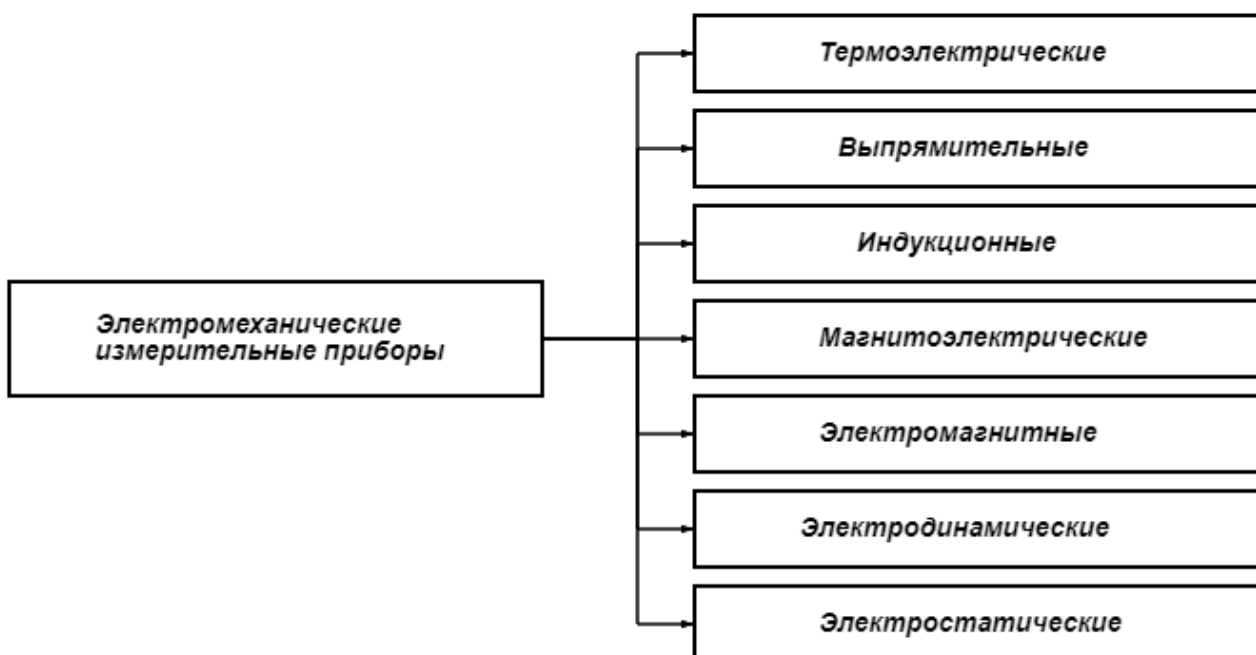 Термоэлектрические
Выпрямительные
Индукционные
Электромеханические
измерительные приборы
Магнитоэлектрические
Электромагнитные
Электродинамические
Электростатические